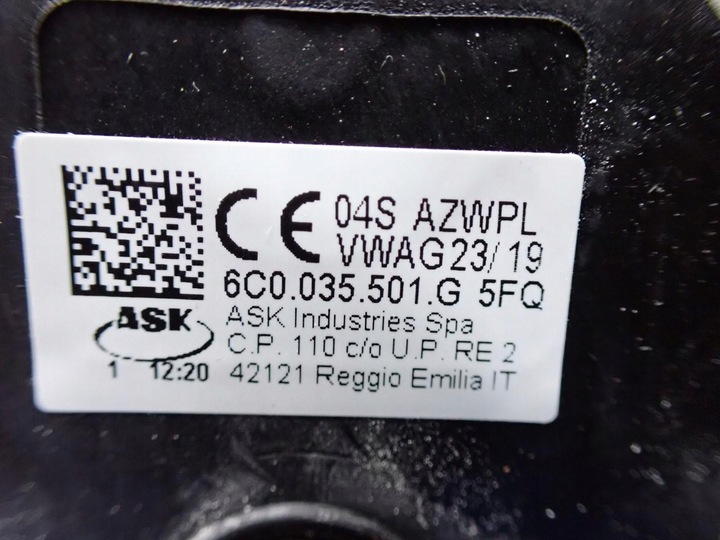 CE 04S AZWPL
VWAG23/19
6C0.035.501.G 5FQ
ASK
ASK Industries Spa
C.P. 110 c/o U.P. RE 2
1 12:20 42121 Reggio Emilia IT